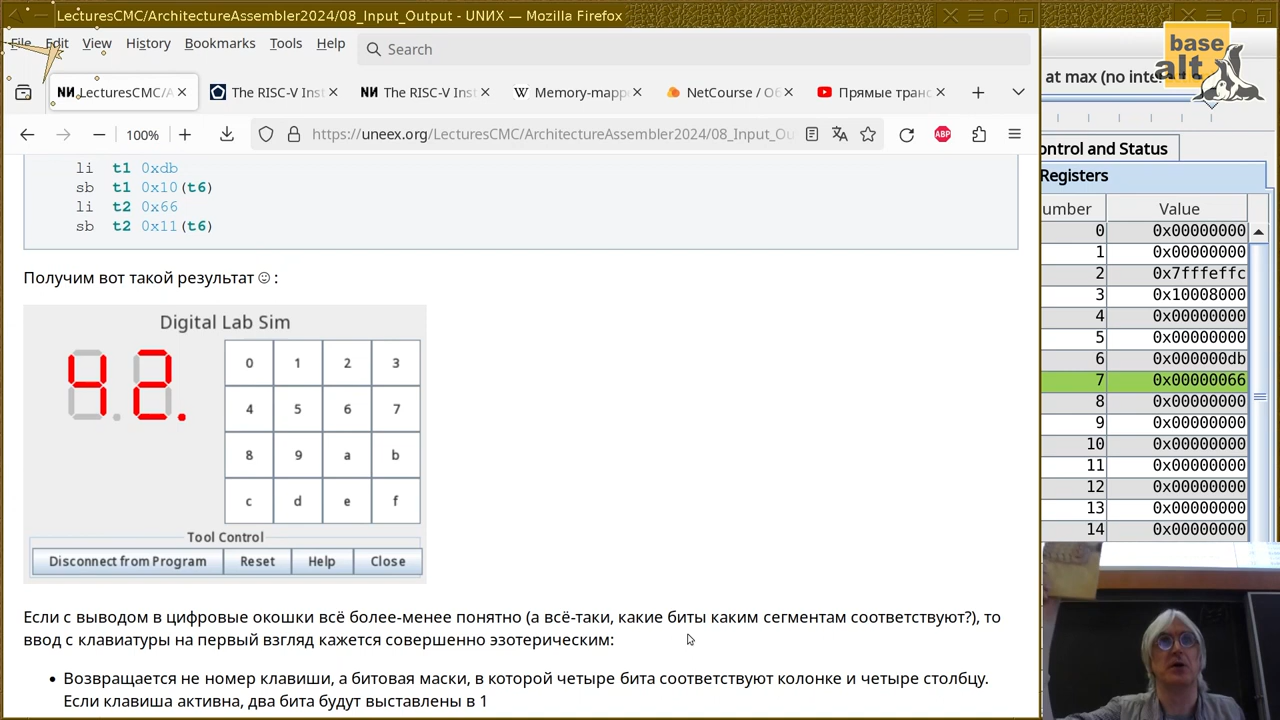 LecturesCMC/ArchitectureAssembler2024/08_Input_Output - UNИX — Mozilla Firefox
File Edit View History Bookmarks Tools Help
Search
base
alt
at max (no inte
LecturesCMC/A
The RISC-V Inst
The RISC-V Inst
Memory-mapp
NetCourse / Об
Прямые транс
100%
https://uneex.org/LecturesCMC/ArchitectureAssembler2024/08_Input_Ou
ABP
ontrol and Status
Registers
umber Value
0 0x00000000
1 0x00000000
2 0x7fffeffc
3 0x10008000
4 0x00000000
5 0x00000000
6 0x000000db
7 0x00000066
8 0x00000000
9 0x00000000
10 0x00000000
11 0x00000000
12 0x00000000
13 0x00000000
14 0x00000000
li t1 0xdb
sb t1 0x10(t6)
li t2 0x66
sb t2 0x11(t6)
Получим вот такой результат ☺ :
Digital Lab Sim
42.
0 1 2 3
4 5 6 7
8 9 a b
c d e f
Tool Control
Disconnect from Program Reset Help Close
Если с выводом в цифровые окошки всё более-менее понятно (а всё-таки, какие биты каким сегментам соответствуют?), то
ввод с клавиатуры на первый взгляд кажется совершенно эзотерическим:
• Возвращается не номер клавиши, а битовая маски, в которой четыре бита соответствуют колонке и четыре столбцу.
Если клавиша активна, два бита будут выставлены в 1